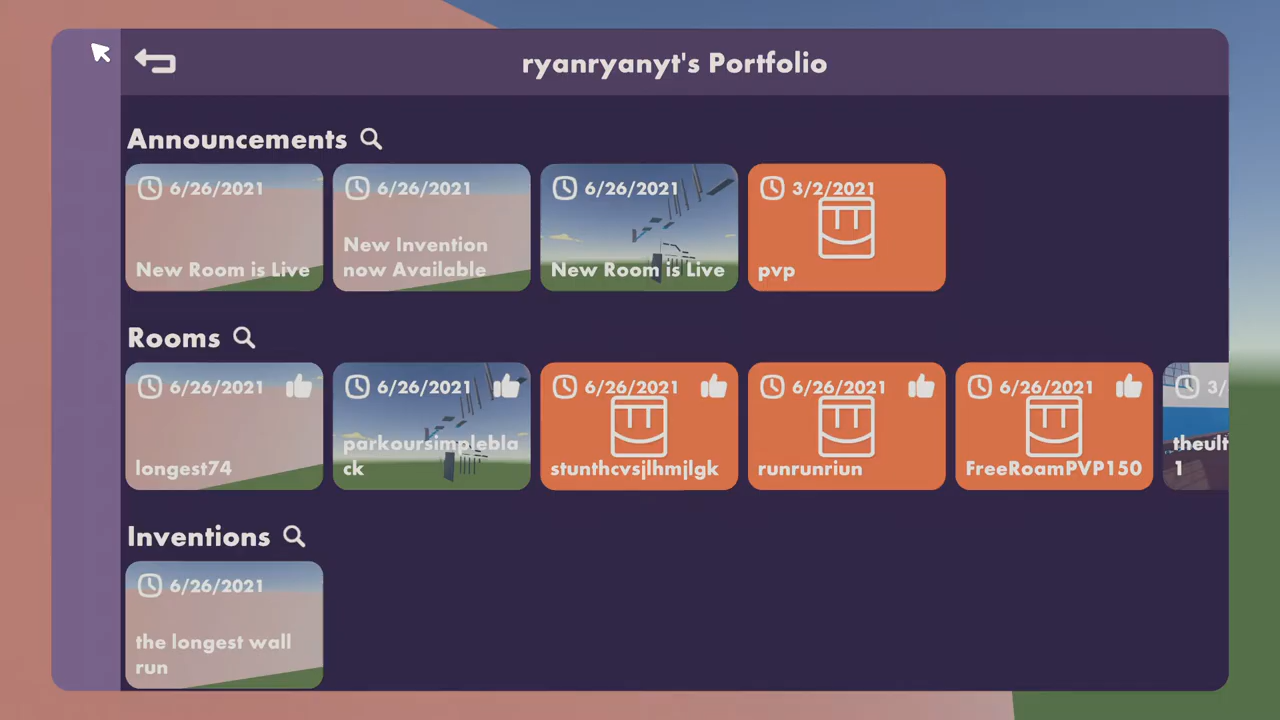 ryanryanyt's Portfolio
Announcements
6/26/2021
New Room is Live
6/26/2021
New Invention
now Available
6/26/2021
New Room is Live
3/2/2021
pvp
Rooms
6/26/2021
longest74
6/26/2021
parkoursimplebla
ck
6/26/2021
stunthcvsjlhmjlgk
6/26/2021
runrunriun
6/26/2021
FreeRoamPVP150
3/
theult
1
Inventions
6/26/2021
the longest wall
run